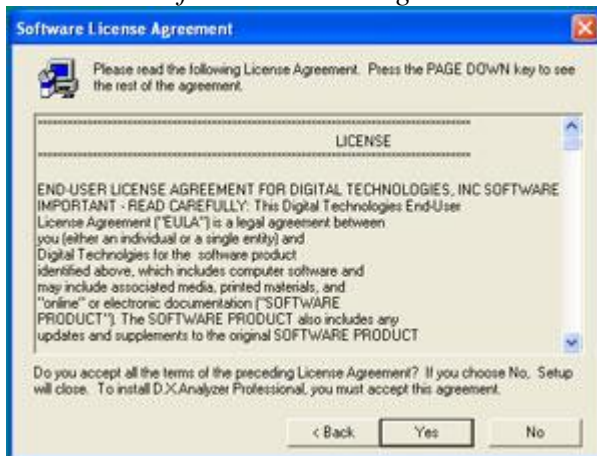 Software License Agreement
Please read the following License Agreement. Press the PAGE DOWN key to see
the rest of the agreement.
LICENSE
END-USER LICENSE AGREEMENT FOR DIGITAL TECHNOLOGIES, INC SOFTWARE
IMPORTANT - READ CAREFULLY: This Digital Technologies End-User
License Agreement ("EULA") is a legal agreement between
you (either an individual or a single entity) and
Digital Technolgies for the software product
identified above, which includes computer software and
may include associated media, printed materials, and
"online" or electronic documentation ("SOFTWARE
PRODUCT"). The SOFTWARE PRODUCT also includes any
updates and supplements to the original SOFTWARE PRODUCT
Do you accept all the terms of the preceding License Agreement? If you choose No, Setup
will close. To install D.X.Analyzer Professional, you must accept this agreement.
< Back Yes No